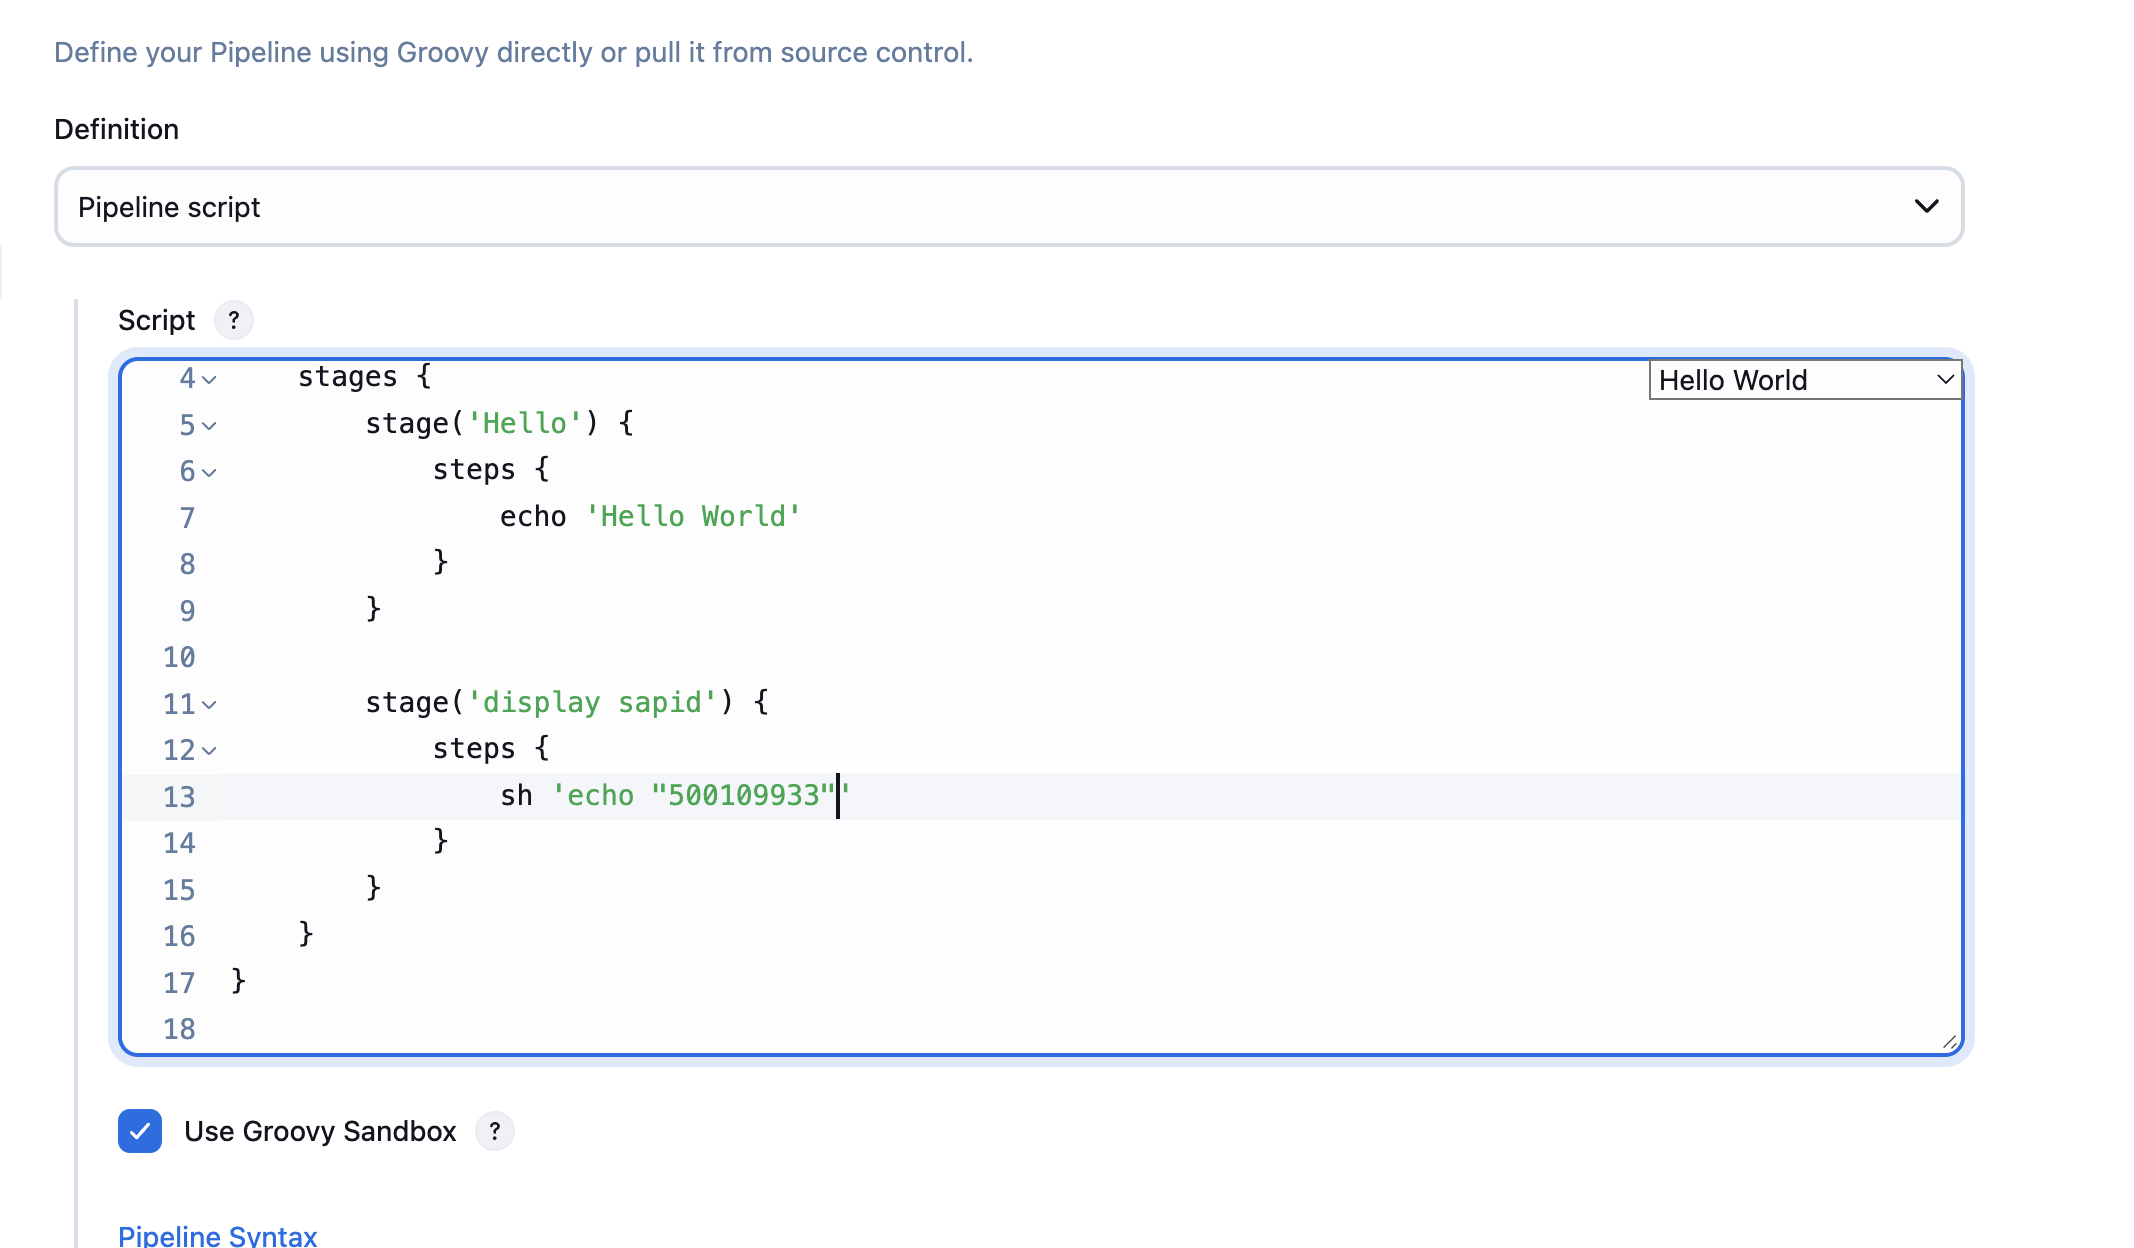 Define your Pipeline using Groovy directly or pull it from source control.
Definition
Pipeline script
Script ?
Hello World
4 stages {
5 stage('Hello') {
6 steps {
7 echo 'Hello World'
8 }
9 }
10
11 stage('display sapid') {
12 steps {
13 sh 'echo "500109933"'
14 }
15 }
16 }
17 }
18
Use Groovy Sandbox ?
Pipeline Syntax